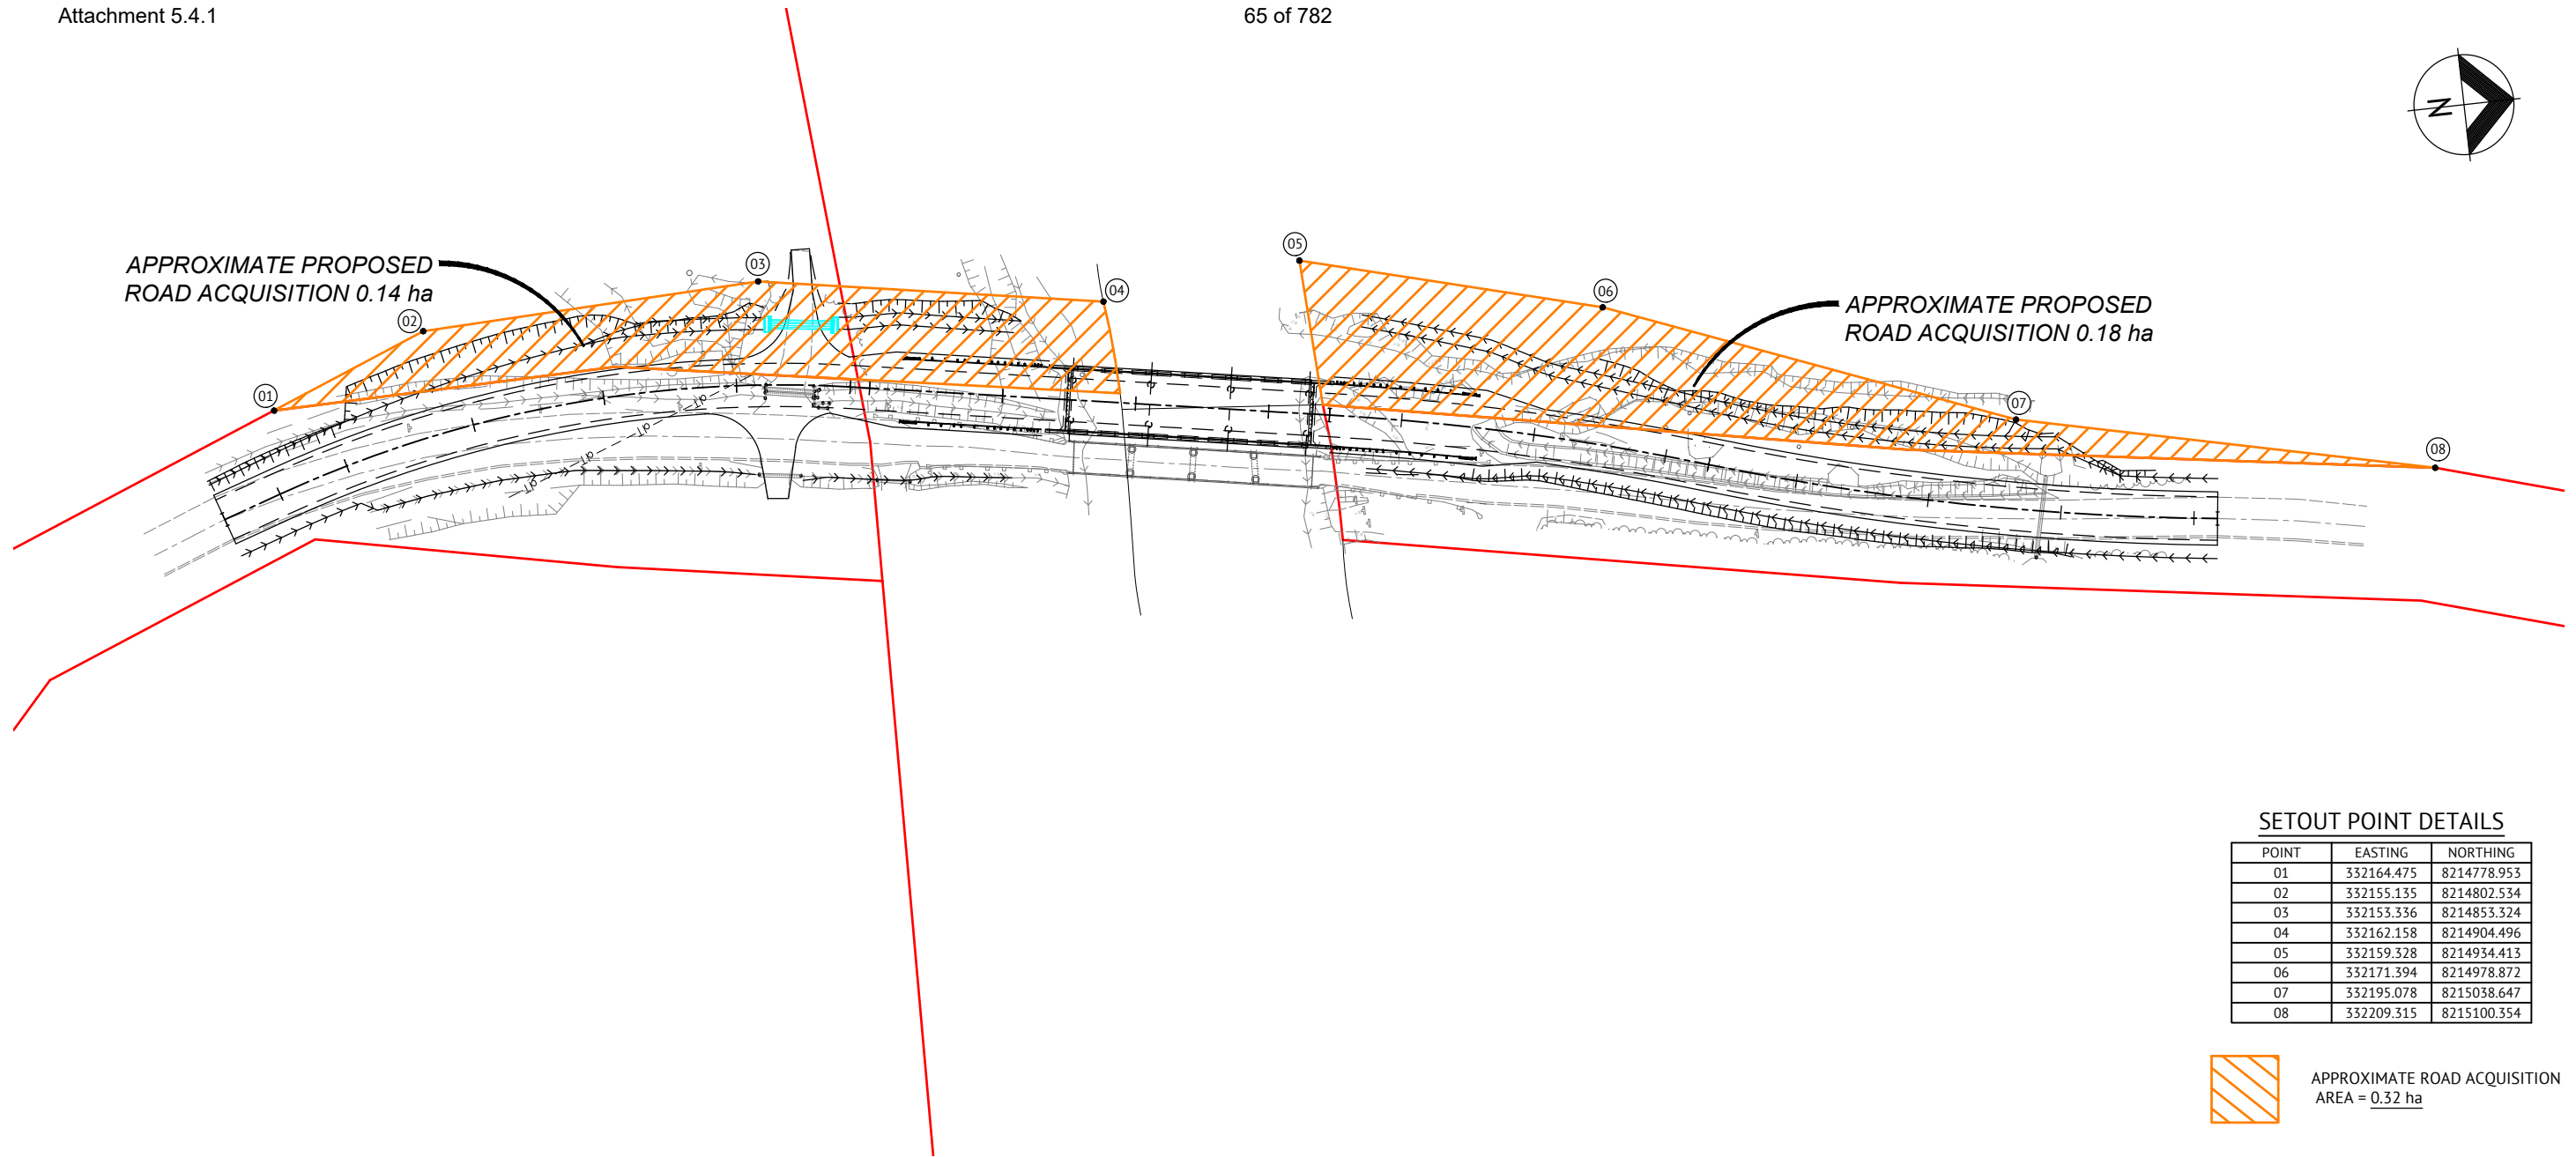 Attachment 5.4.1
65 of 782
N
APPROXIMATE PROPOSED
ROAD ACQUISITION 0.14 ha
01
02
03
04
05
06
07
08
APPROXIMATE PROPOSED
ROAD ACQUISITION 0.18 ha
SETOUT POINT DETAILS
POINT EASTING NORTHING
01 332164.475 8214778.953
02 332155.135 8214802.534
03 332153.336 8214853.324
04 332162.158 8214904.496
05 332159.328 8214934.413
06 332171.394 8214978.872
07 332195.078 8215038.647
08 332209.315 8215100.354
APPROXIMATE ROAD ACQUISITION
AREA = 0.32 ha